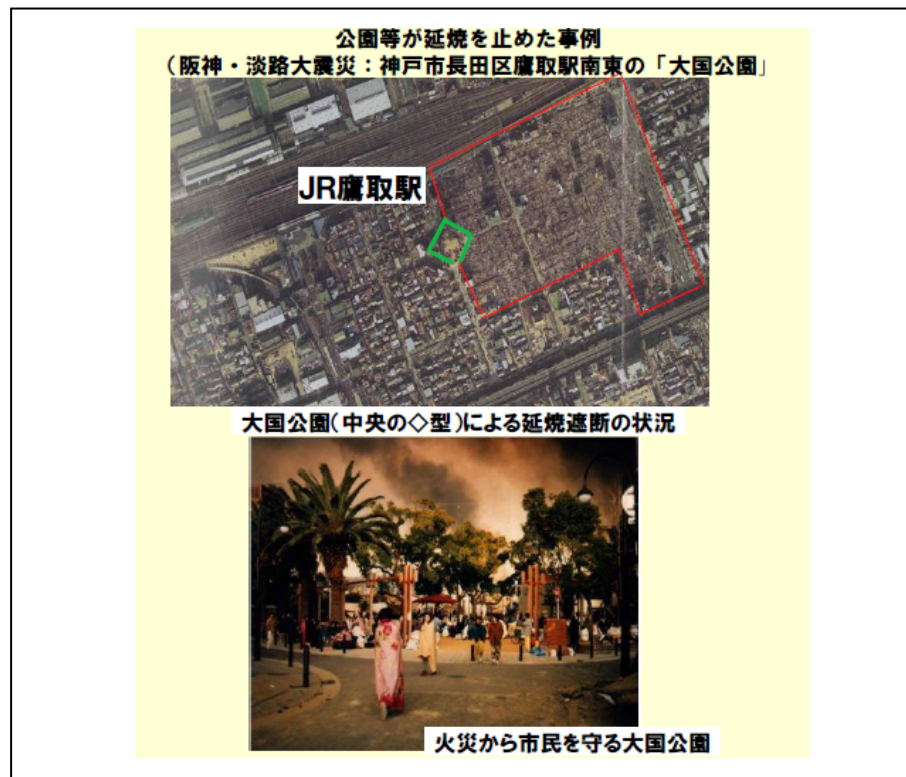 公園等が延焼を止めた事例
（阪神・淡路大震災：神戸市長田区鷹取駅南東の「大国公園」
JR鷹取駅
大国公園（中央の◇型）による延焼遮断の状況
火災から市民を守る大国公園